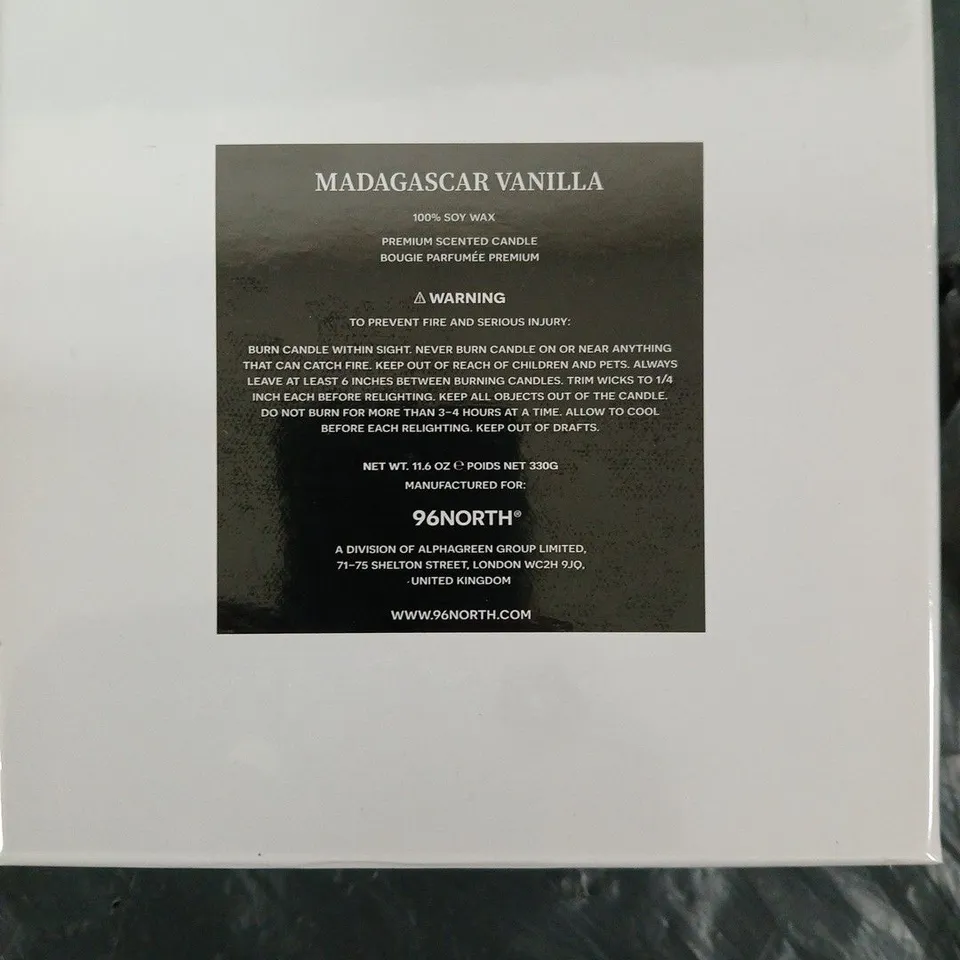 MADAGASCAR VANILLA
100% SOY WAX
PREMIUM SCENTED CANDLE
BOUGIE PARFUMÉE PREMIUM
⚠ WARNING
TO PREVENT FIRE AND SERIOUS INJURY:
BURN CANDLE WITHIN SIGHT. NEVER BURN CANDLE ON OR NEAR ANYTHING
THAT CAN CATCH FIRE. KEEP OUT OF REACH OF CHILDREN AND PETS. ALWAYS
LEAVE AT LEAST 6 INCHES BETWEEN BURNING CANDLES. TRIM WICKS TO 1/4
INCH EACH BEFORE RELIGHTING. KEEP ALL OBJECTS OUT OF THE CANDLE.
DO NOT BURN FOR MORE THAN 3-4 HOURS AT A TIME. ALLOW TO COOL
BEFORE EACH RELIGHTING. KEEP OUT OF DRAFTS.
NET WT. 11.6 OZ ℮ POIDS NET 330G
MANUFACTURED FOR:
96NORTH®
A DIVISION OF ALPHAGREEN GROUP LIMITED,
71-75 SHELTON STREET, LONDON WC2H 9JQ,
UNITED KINGDOM
WWW.96NORTH.COM